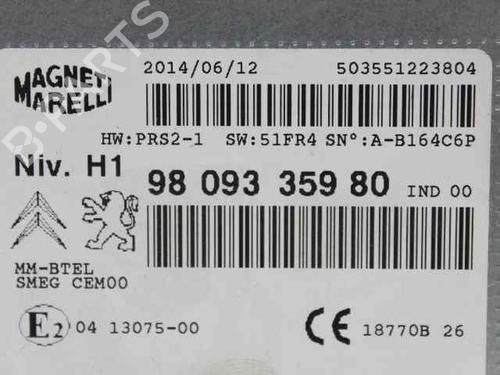 MAGNETI MARELLI
2014/06/12 503551223804
HW:PRS2-1 SW:51FR4 SN°:A-B164C6P
Niv. H1
98 093 359 80 IND 00
MM-BTEL
SMEG CEM00
E2 04 13075-00
CE 18770B 26
B-PARTS